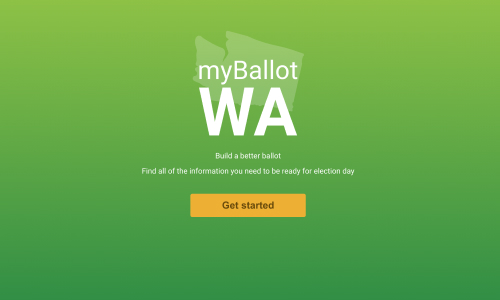 myBallot
WA
Build a better ballot
Find all of the information you need to be ready for election day
Get started